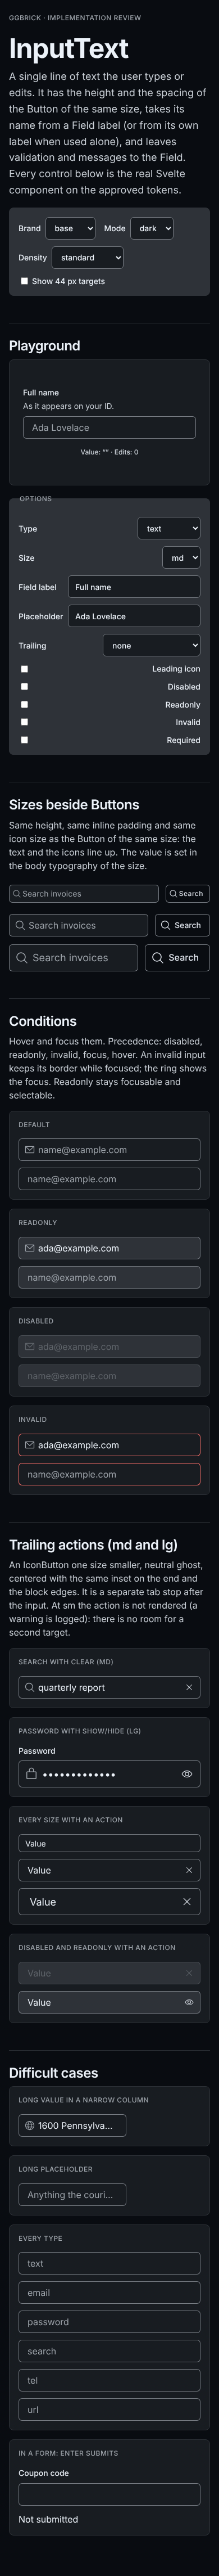 GGBRICK · IMPLEMENTATION REVIEW
InputText
A single line of text the user types or
edits. It has the height and the spacing of
the Button of the same size, takes its
name from a Field label (or from its own
label when used alone), and leaves
validation and messages to the Field.
Every control below is the real Svelte
component on the approved tokens.
Brand base Mode dark
Density standard
Show 44 px targets
Playground
Full name
As it appears on your ID.
Ada Lovelace
Value: "" · Edits: 0
OPTIONS
Type text
Size md
Field label Full name
Placeholder Ada Lovelace
Trailing none
Leading icon
Disabled
Readonly
Invalid
Required
Sizes beside Buttons
Same height, same inline padding and same
icon size as the Button of the same size: the
text and the icons line up. The value is set in
the body typography of the size.
Search invoices Search
Search invoices Search
Search invoices Search
Conditions
Hover and focus them. Precedence: disabled,
readonly, invalid, focus, hover. An invalid input
keeps its border while focused; the ring shows
the focus. Readonly stays focusable and
selectable.
DEFAULT
name@example.com
name@example.com
READONLY
ada@example.com
name@example.com
DISABLED
ada@example.com
name@example.com
INVALID
ada@example.com
name@example.com
Trailing actions (md and lg)
An IconButton one size smaller, neutral ghost,
centered with the same inset on the end and
the block edges. It is a separate tab stop after
the input. At sm the action is not rendered (a
warning is logged): there is no room for a
second target.
SEARCH WITH CLEAR (MD)
quarterly report
PASSWORD WITH SHOW/HIDE (LG)
Password
•••••••••••••
EVERY SIZE WITH AN ACTION
Value
Value
Value
DISABLED AND READONLY WITH AN ACTION
Value
Value
Difficult cases
LONG VALUE IN A NARROW COLUMN
1600 Pennsylva...
LONG PLACEHOLDER
Anything the couri...
EVERY TYPE
text
email
password
search
tel
url
IN A FORM: ENTER SUBMITS
Coupon code
Not submitted